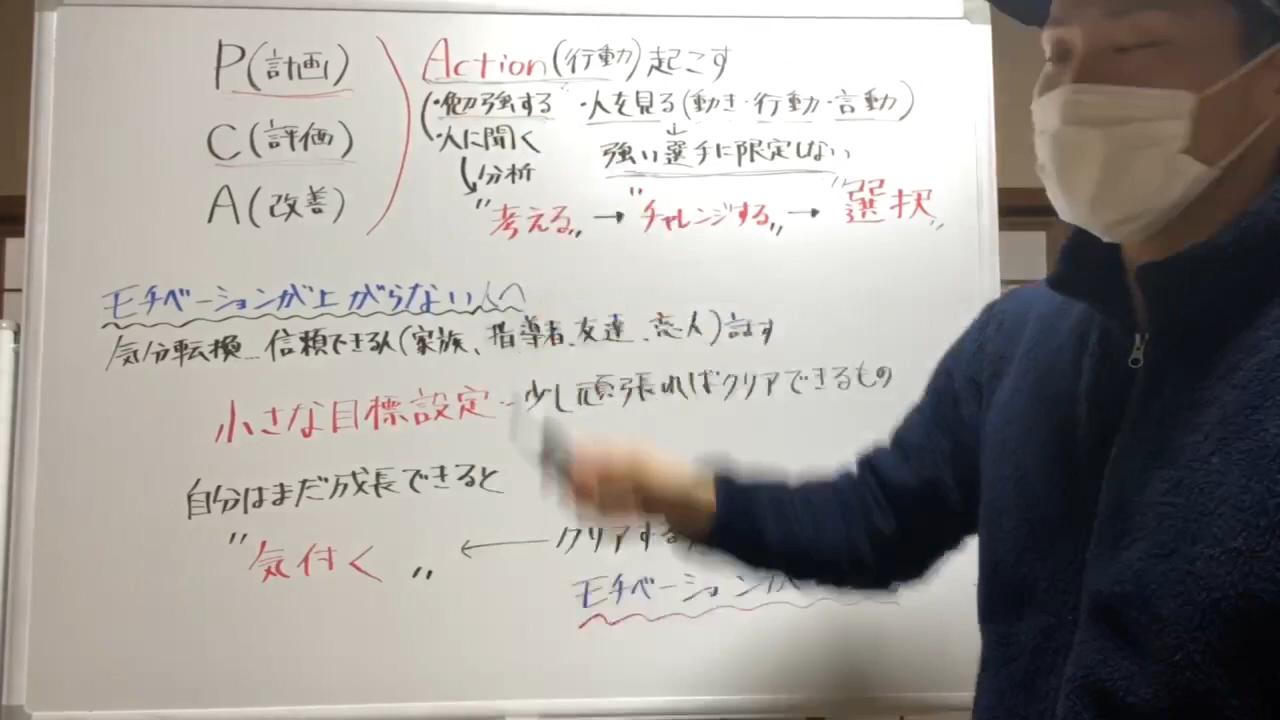 P(計画)
C(評価)
A(改善)
Action(行動)起こす
・勉強する ・人を見る(動き・行動・言動)
・人に聞く ↓
強い選手に限定しない
分析
"考える" → "チャレンジする" → "選択"
モチベーションが上がらない人へ
気分転換…信頼できる人(家族、指導者、友達、恋人)話す
小さな目標設定…少し頑張ればクリアできるもの
自分はまだ成長できると
"気付く" ← クリアする
モチベーションが